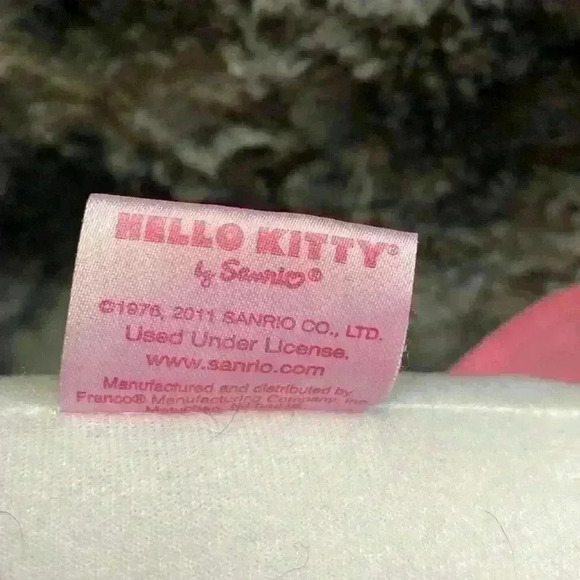 HELLO KITTY®
by Sanrio®
©1976, 2011 SANRIO CO., LTD.
Used Under License.
www.sanrio.com
Manufactured and distributed by
Franco® Manufacturing Company, Inc.